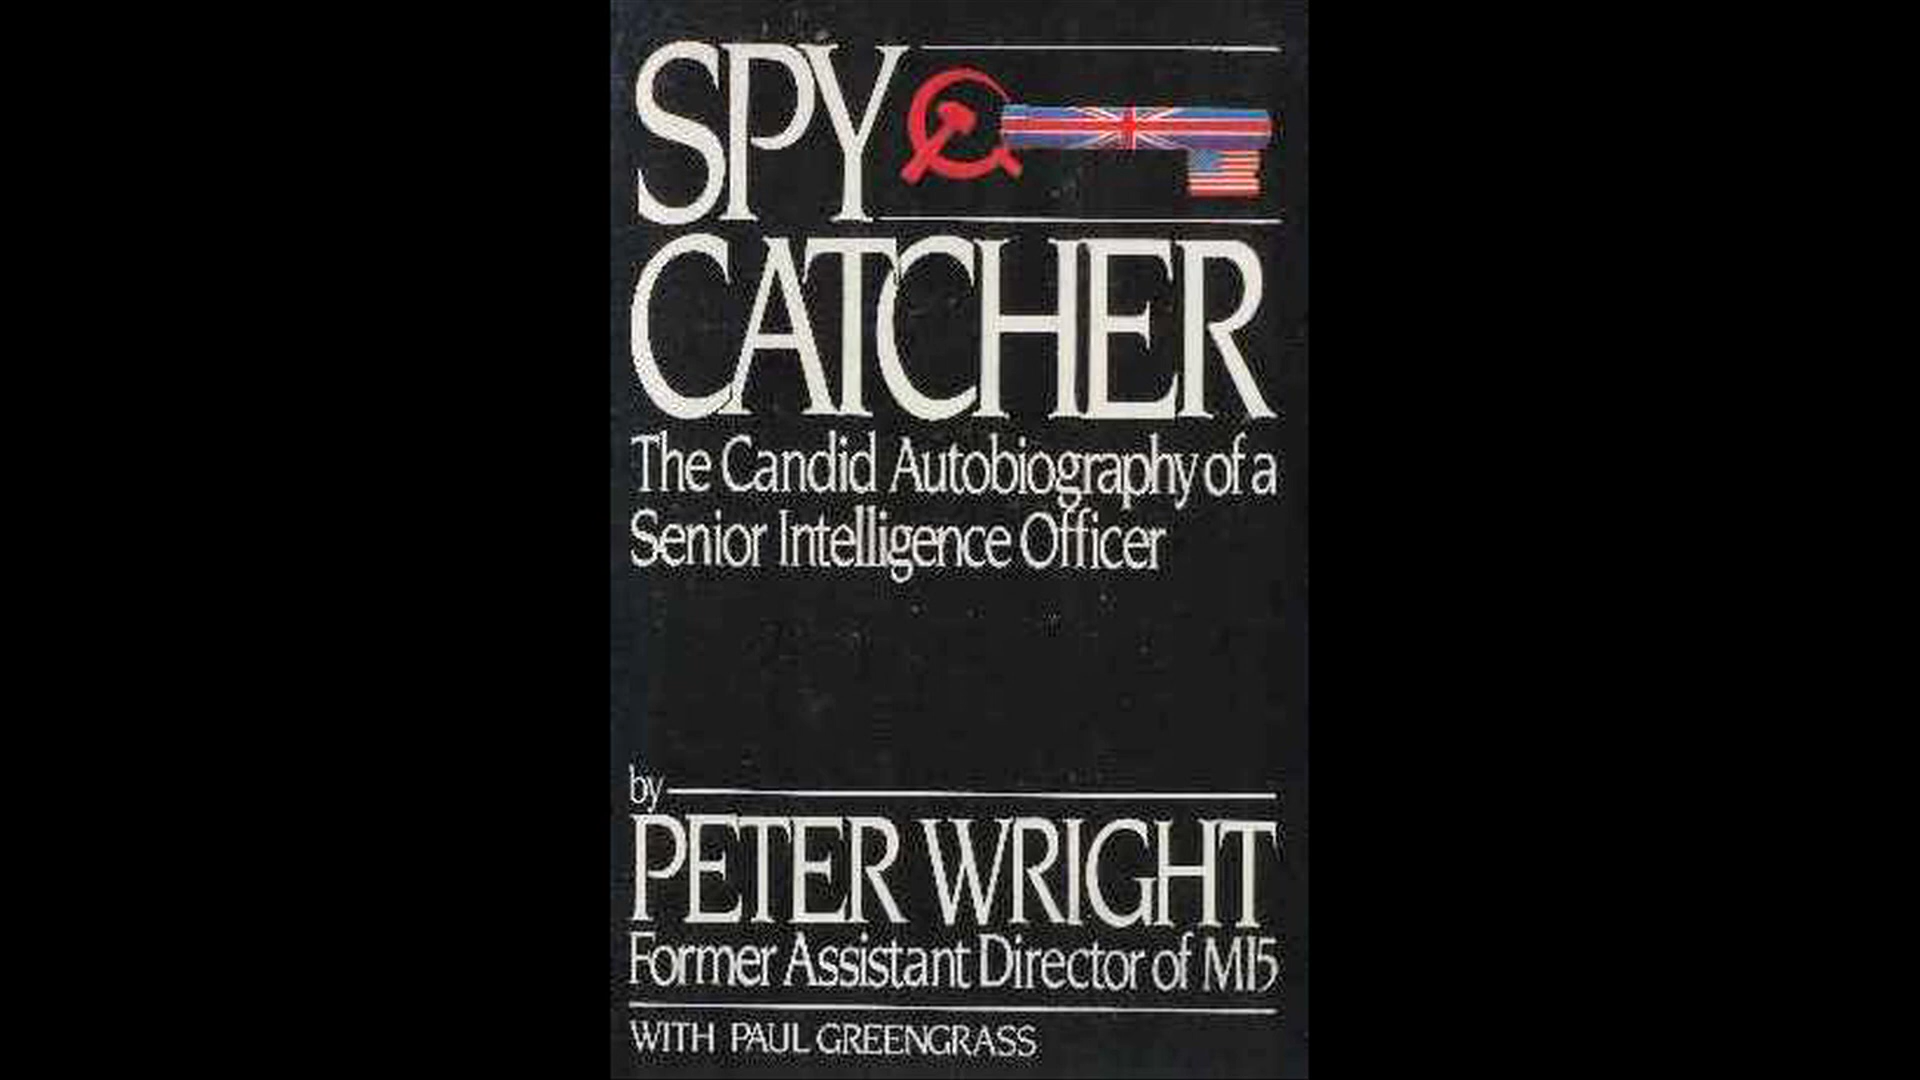 SPY
CATCHER
The Candid Autobiography of a
Senior Intelligence Officer
by
PETER WRIGHT
Former Assistant Director of MI5
WITH PAUL GREENGRASS